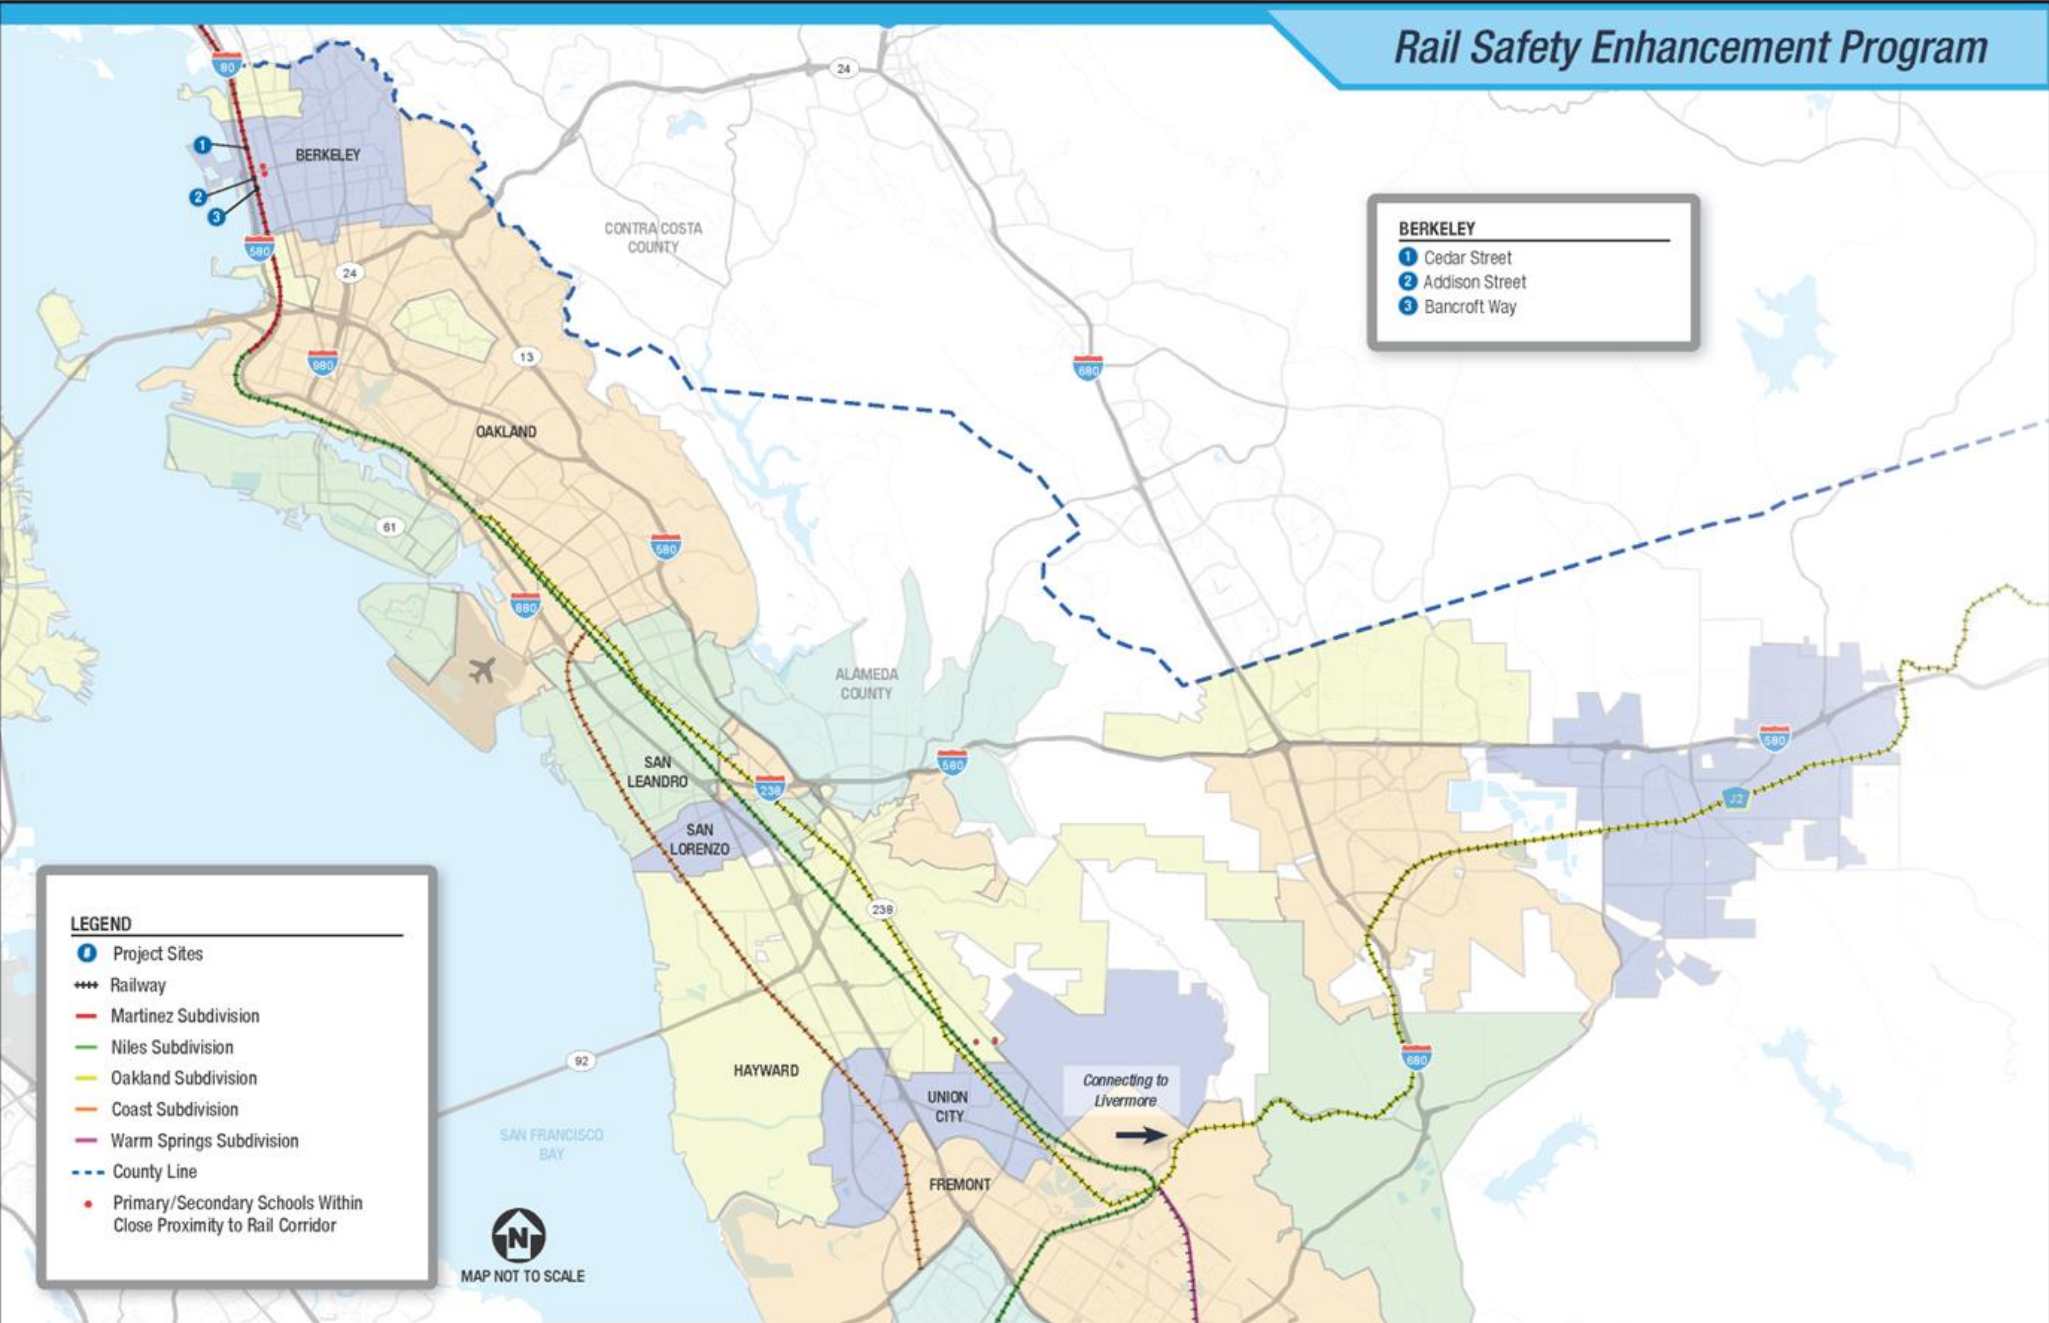 Rail Safety Enhancement Program
80
24
1
BERKELEY
2
3
580
CONTRA COSTA
COUNTY
BERKELEY
1 Cedar Street
2 Addison Street
3 Bancroft Way
24
980
13
680
OAKLAND
61
580
880
ALAMEDA
COUNTY
580
580
SAN
LEANDRO
238
J2
SAN
LORENZO
238
LEGEND
# Project Sites
Railway
Martinez Subdivision
Niles Subdivision
Oakland Subdivision
Coast Subdivision
Warm Springs Subdivision
County Line
Primary/Secondary Schools Within
Close Proximity to Rail Corridor
92
HAYWARD
UNION
CITY
Connecting to
Livermore
680
SAN FRANCISCO
BAY
FREMONT
N
MAP NOT TO SCALE